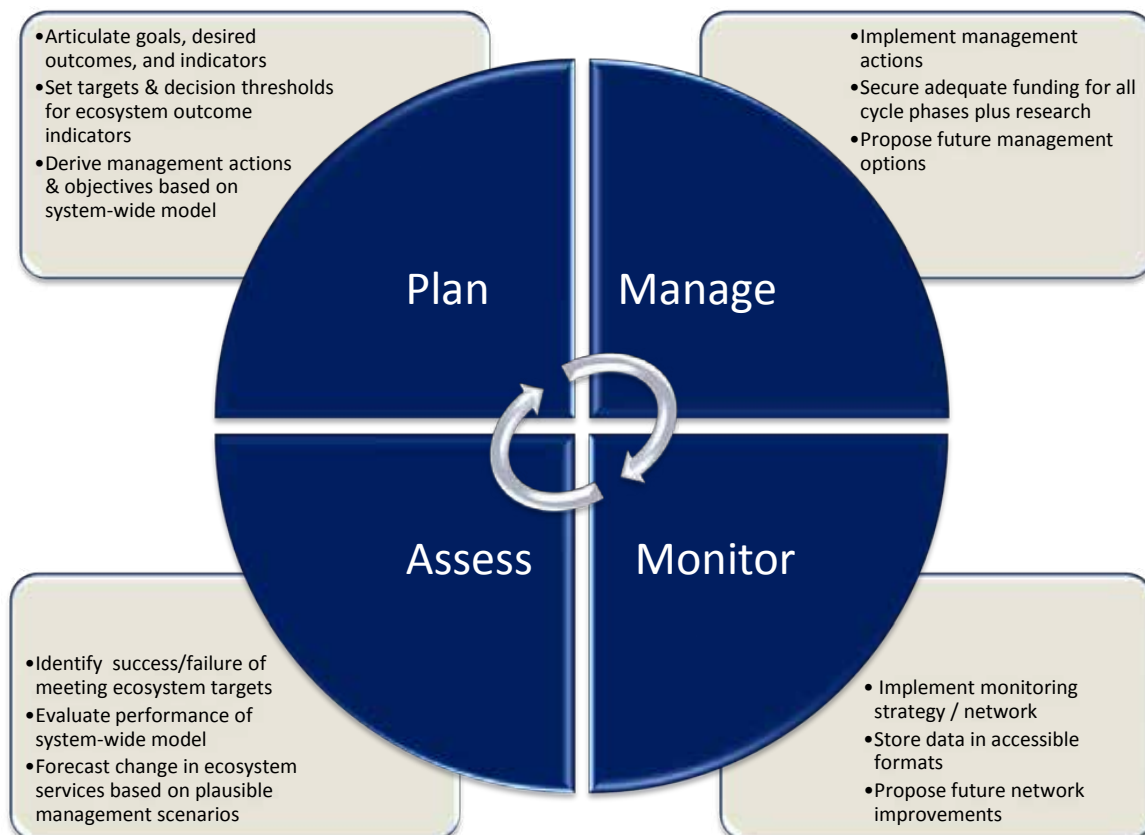 •Articulate goals, desired
outcomes, and indicators
•Set targets & decision thresholds
for ecosystem outcome
indicators
•Derive management actions
& objectives based on
system-wide model
•Implement management
actions
•Secure adequate funding for all
cycle phases plus research
•Propose future management
options
Plan
Manage
Assess
Monitor
•Identify success/failure of
meeting ecosystem targets
•Evaluate performance of
system-wide model
•Forecast change in ecosystem
services based on plausible
management scenarios
• Implement monitoring
strategy / network
•Store data in accessible
formats
•Propose future network
improvements